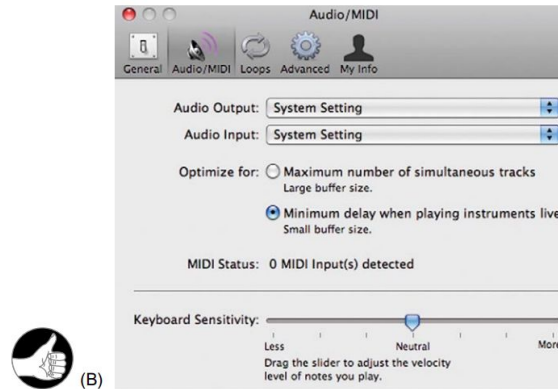 Audio/MIDI
General Audio/MIDI Loops Advanced My Info
Audio Output: System Setting
Audio Input: System Setting
Optimize for: Maximum number of simultaneous tracks
Large buffer size.
Minimum delay when playing instruments live
Small buffer size.
MIDI Status: 0 MIDI Input(s) detected
Keyboard Sensitivity:
Less Neutral More
Drag the slider to adjust the velocity
level of notes you play.
(B)